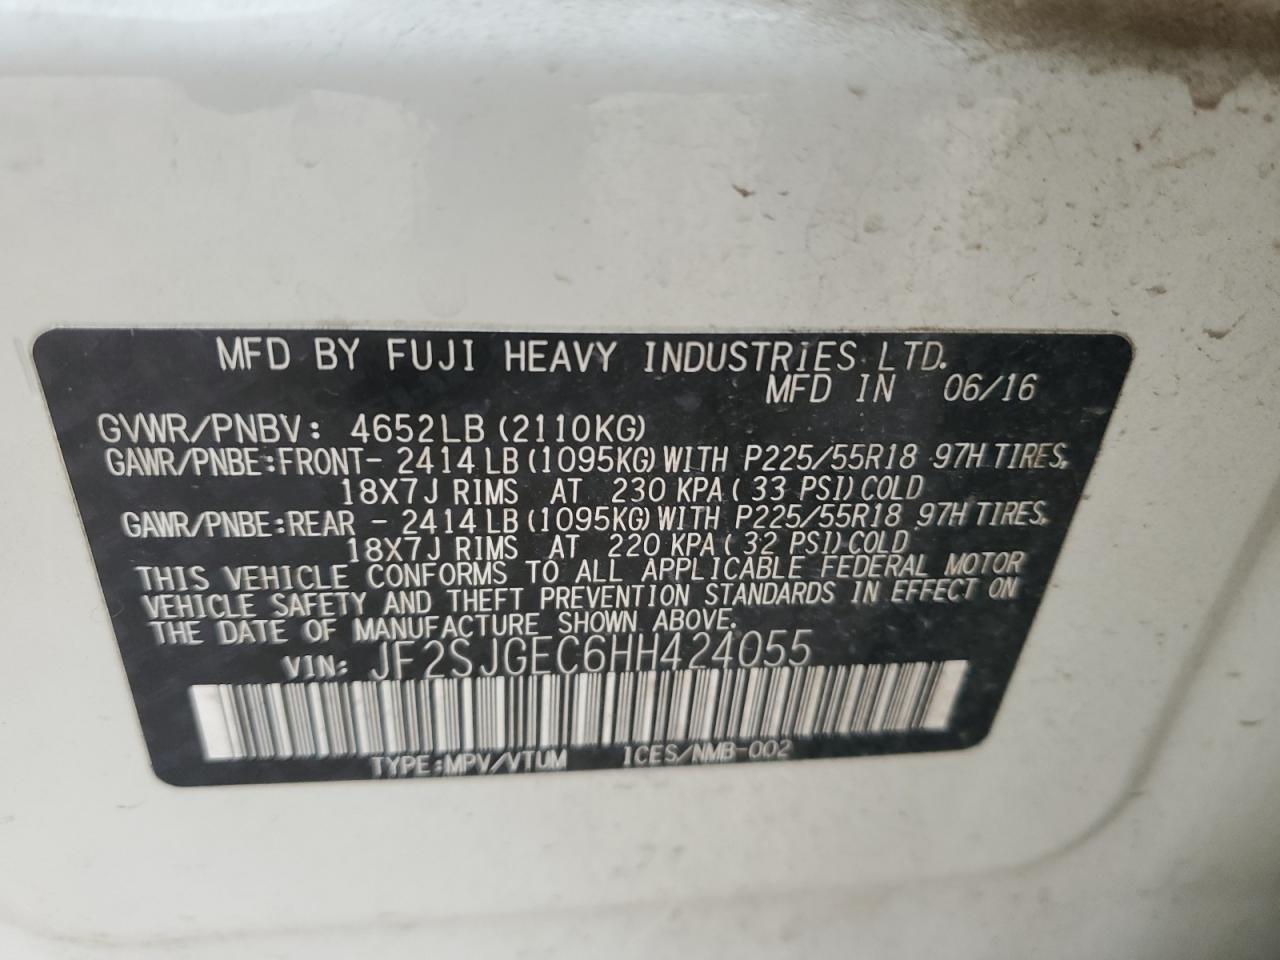 MFD BY FUJI HEAVY INDUSTRIES LTD.
MFD IN 06/16
GVWR/PNBV: 4652LB (2110KG)
GAWR/PNBE:FRONT- 2414LB (1095KG) WITH P225/55R18 97H TIRES,
18X7J RIMS AT 230 KPA ( 33 PSI) COLD
GAWR/PNBE:REAR - 2414LB (1095KG) WITH P225/55R18 97H TIRES,
18X7J RIMS AT 220 KPA ( 32 PSI) COLD
THIS VEHICLE CONFORMS TO ALL APPLICABLE FEDERAL MOTOR
VEHICLE SAFETY AND THEFT PREVENTION STANDARDS IN EFFECT ON
THE DATE OF MANUFACTURE SHOWN ABOVE.
VIN: JF2SJGEC6HH424055
TYPE:MPV/VTUM ICES/NMB-002